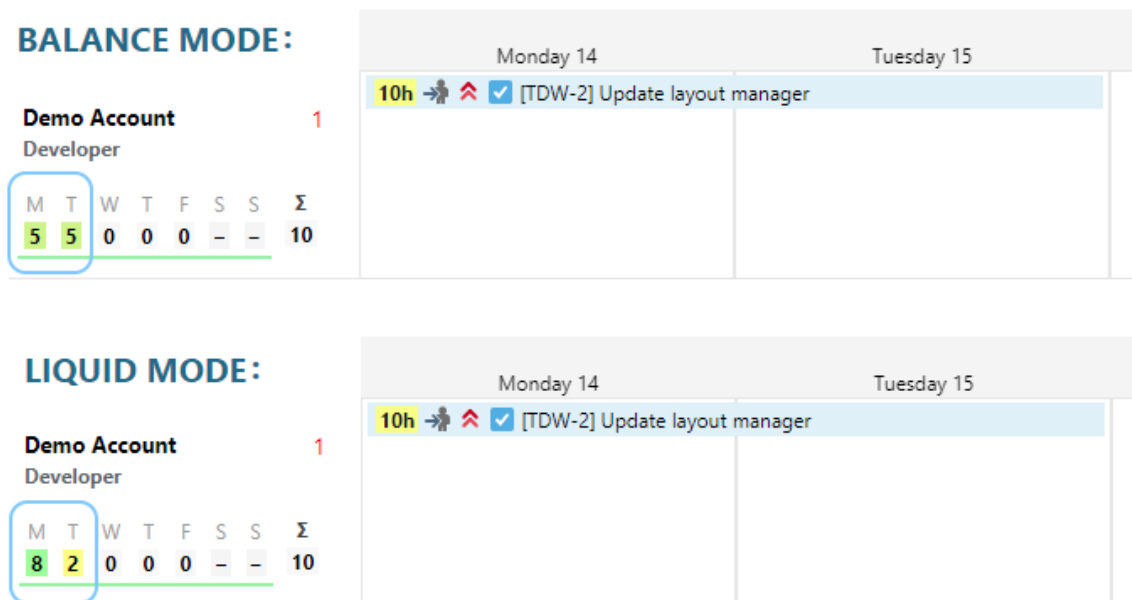 BALANCE MODE:
Monday 14 Tuesday 15
10h [TDW-2] Update layout manager
Demo Account 1
Developer
M T W T F S S Σ
5 5 0 0 0 – – 10
LIQUID MODE:
Monday 14 Tuesday 15
10h [TDW-2] Update layout manager
Demo Account 1
Developer
M T W T F S S Σ
8 2 0 0 0 – – 10